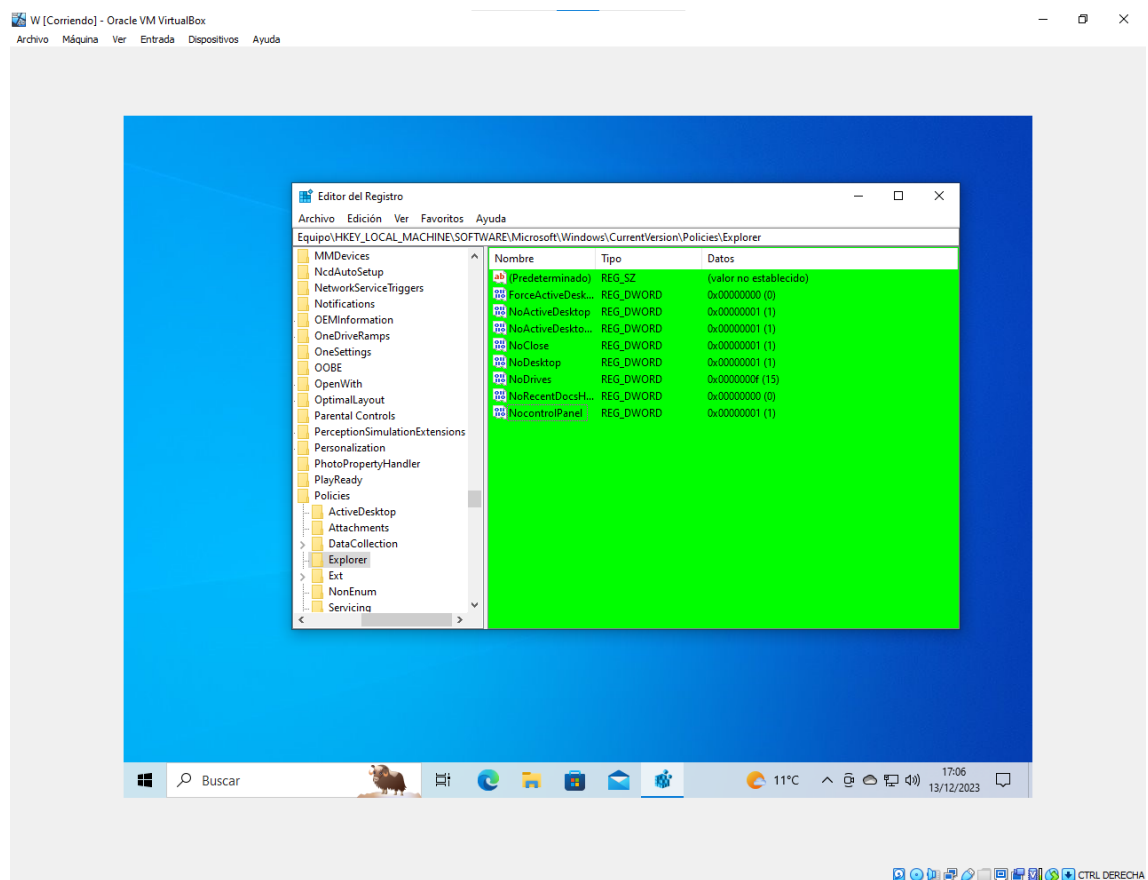 W [Corriendo] - Oracle VM VirtualBox
Archivo Máquina Ver Entrada Dispositivos Ayuda
Editor del Registro
Archivo Edición Ver Favoritos Ayuda
Equipo\HKEY_LOCAL_MACHINE\SOFTWARE\Microsoft\Windows\CurrentVersion\Policies\Explorer
MMDevices
NcdAutoSetup
NetworkServiceTriggers
Notifications
OEMInformation
OneDriveRamps
OneSettings
OOBE
OpenWith
OptimalLayout
Parental Controls
PerceptionSimulationExtensions
Personalization
PhotoPropertyHandler
PlayReady
Policies
ActiveDesktop
Attachments
DataCollection
Explorer
Ext
NonEnum
Servicing
Nombre Tipo Datos
ab (Predeterminado) REG_SZ (valor no establecido)
ForceActiveDesk... REG_DWORD 0x00000000 (0)
NoActiveDesktop REG_DWORD 0x00000001 (1)
NoActiveDeskto... REG_DWORD 0x00000001 (1)
NoClose REG_DWORD 0x00000001 (1)
NoDesktop REG_DWORD 0x00000001 (1)
NoDrives REG_DWORD 0x0000000f (15)
NoRecentDocsH... REG_DWORD 0x00000000 (0)
NocontrolPanel REG_DWORD 0x00000001 (1)
Buscar
11°C
17:06
13/12/2023
CTRL DERECHA